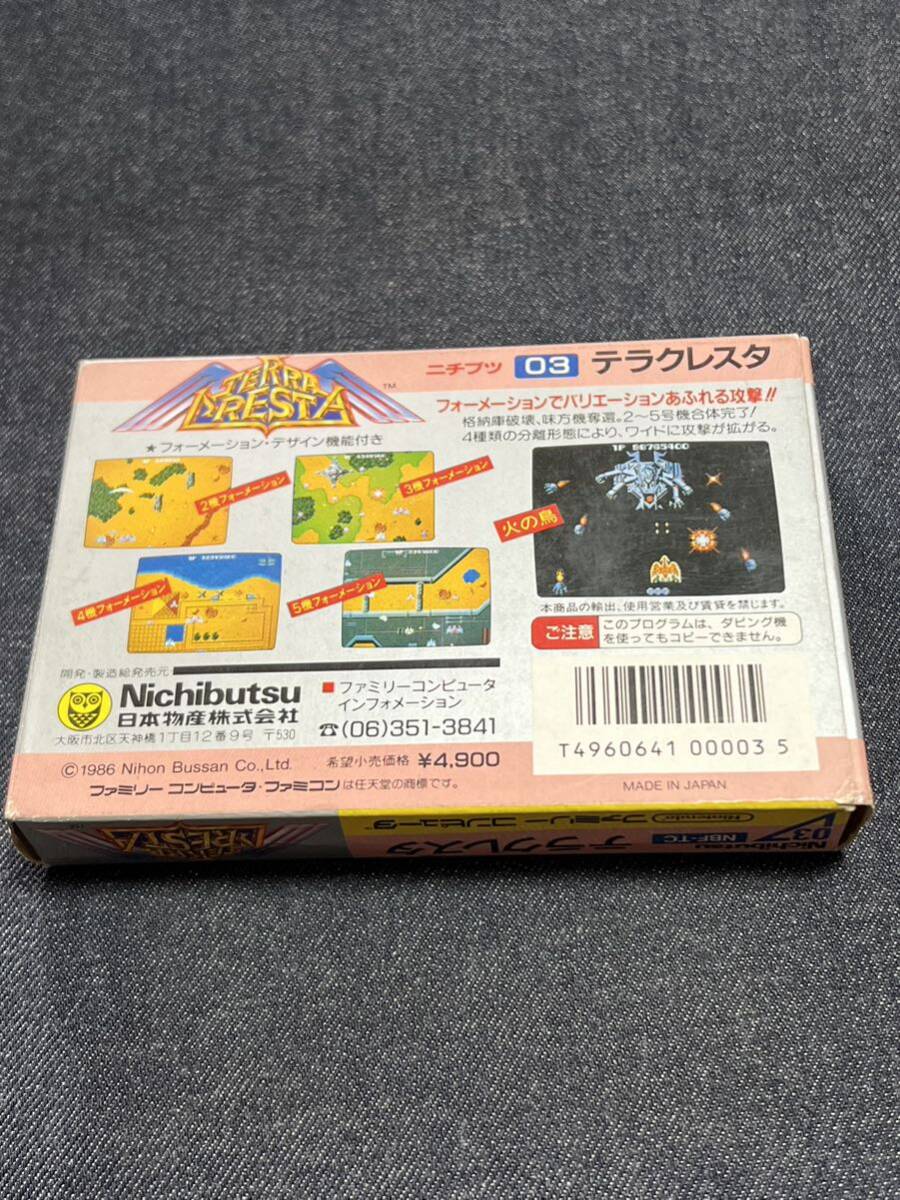 TERRA CRESTA
TM
ニチブツ 03 テラクレスタ
★フォーメーション・デザイン機能付き
フォーメーションでバリエーションあふれる攻撃!!
格納庫破壊、味方機奪還。2〜5号機合体完了!
4種類の分離形態により、ワイドに攻撃が拡がる。
2機フォーメーション
3機フォーメーション
4機フォーメーション
5機フォーメーション
火の鳥
本商品の輸出、使用営業及び賃貸を禁じます。
ご注意
このプログラムは、ダビング機
を使ってもコピーできません。
開発・製造総発売元
Nichibutsu
日本物産株式会社
大阪市北区天神橋1丁目12番9号 〒530
■ファミリーコンピュータ
インフォメーション
☎(06)351-3841
©1986 Nihon Bussan Co.,Ltd.
希望小売価格 ¥4,900
ファミリー コンピュータ・ファミコンは任天堂の商標です。
T4960641 00003 5
MADE IN JAPAN
Nichibutsu
03
NBF-TC
テラクレスタ
Nintendo
ファミリー コンピュータ